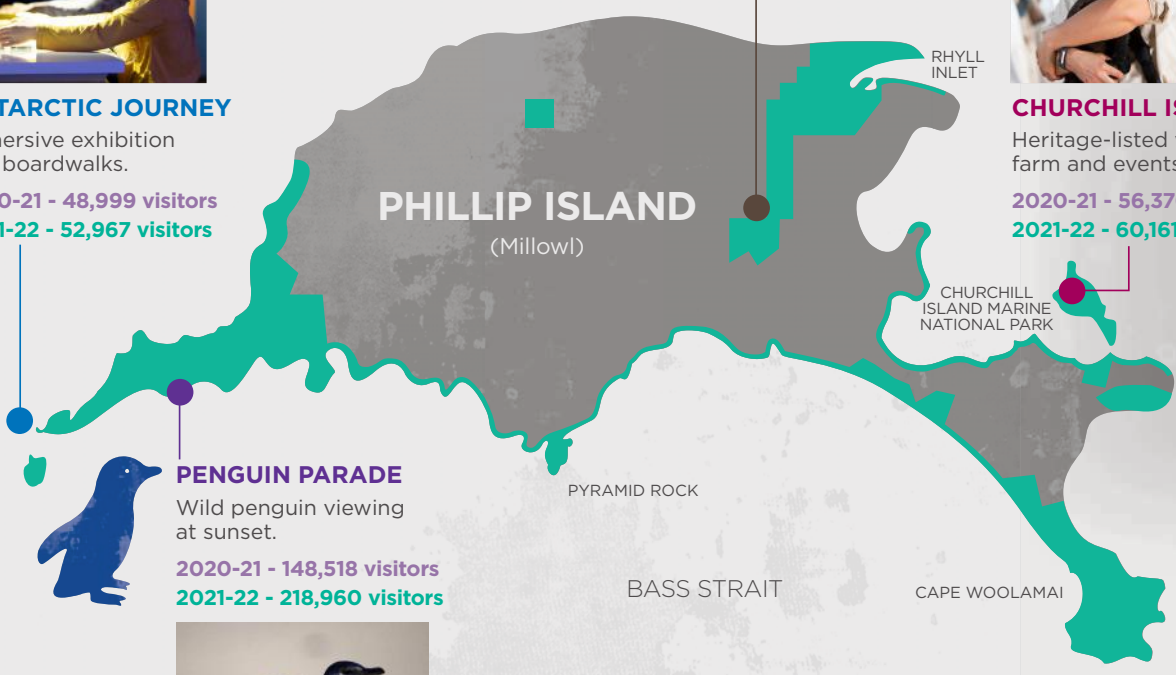 TARCTIC JOURNEY
ersive exhibition
boardwalks.
0-21 - 48,999 visitors
1-22 - 52,967 visitors
PHILLIP ISLAND
(Millowl)
RHYLL
INLET
CHURCHILL
Heritage-listed
farm and events
2020-21 - 56,37
2021-22 - 60,161
CHURCHILL
ISLAND MARINE
NATIONAL PARK
PENGUIN PARADE
Wild penguin viewing
at sunset.
2020-21 - 148,518 visitors
2021-22 - 218,960 visitors
PYRAMID ROCK
BASS STRAIT
CAPE WOOLAMAI